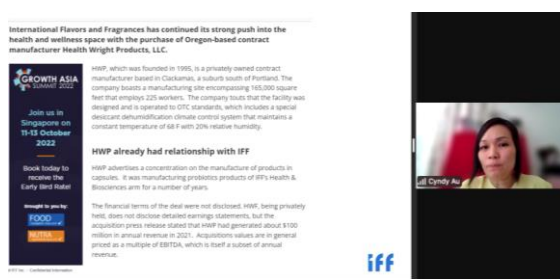 International Flavors and Fragrances has continued its strong push into the
health and wellness space with the purchase of Oregon-based contract
manufacturer Health Wright Products, LLC.
GROWTH ASIA
SUMMIT 2022
Join us in
Singapore on
11-13 October
2022
Book today to
receive the
Early Bird Rate!
Brought to you by:
FOOD
NUTRA
HWP, which was founded in 1995, is a privately owned contract
manufacturer based in Clackamas, a suburb south of Portland. The
company boasts a manufacturing site encompassing 165,000 square
feet that employs 225 workers. The company touts that the facility was
designed and is operated to OTC standards, which includes a special
desiccant dehumidification climate control system that maintains a
constant temperature of 68 F with 20% relative humidity.
HWP already had relationship with IFF
HWP advertises a concentration on the manufacture of products in
capsules. It was manufacturing probiotics products of IFF's Health &
Biosciences arm for a number of years.
The financial terms of the deal were not disclosed. HWF, being privately
held, does not disclose detailed earnings statements, but the
acquisition press release stated that HWP had generated about $100
million in annual revenue in 2021. Acquisitions values are in general
priced as a multiple of EBITDA, which is itself a subset of annual
revenue.
iff
Cyndy Au